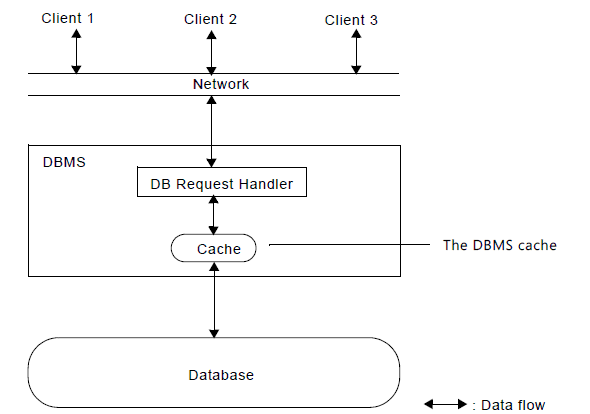 Client 1
Client 2
Client 3
Network
DBMS
DB Request Handler
Cache
The DBMS cache
Database
: Data flow